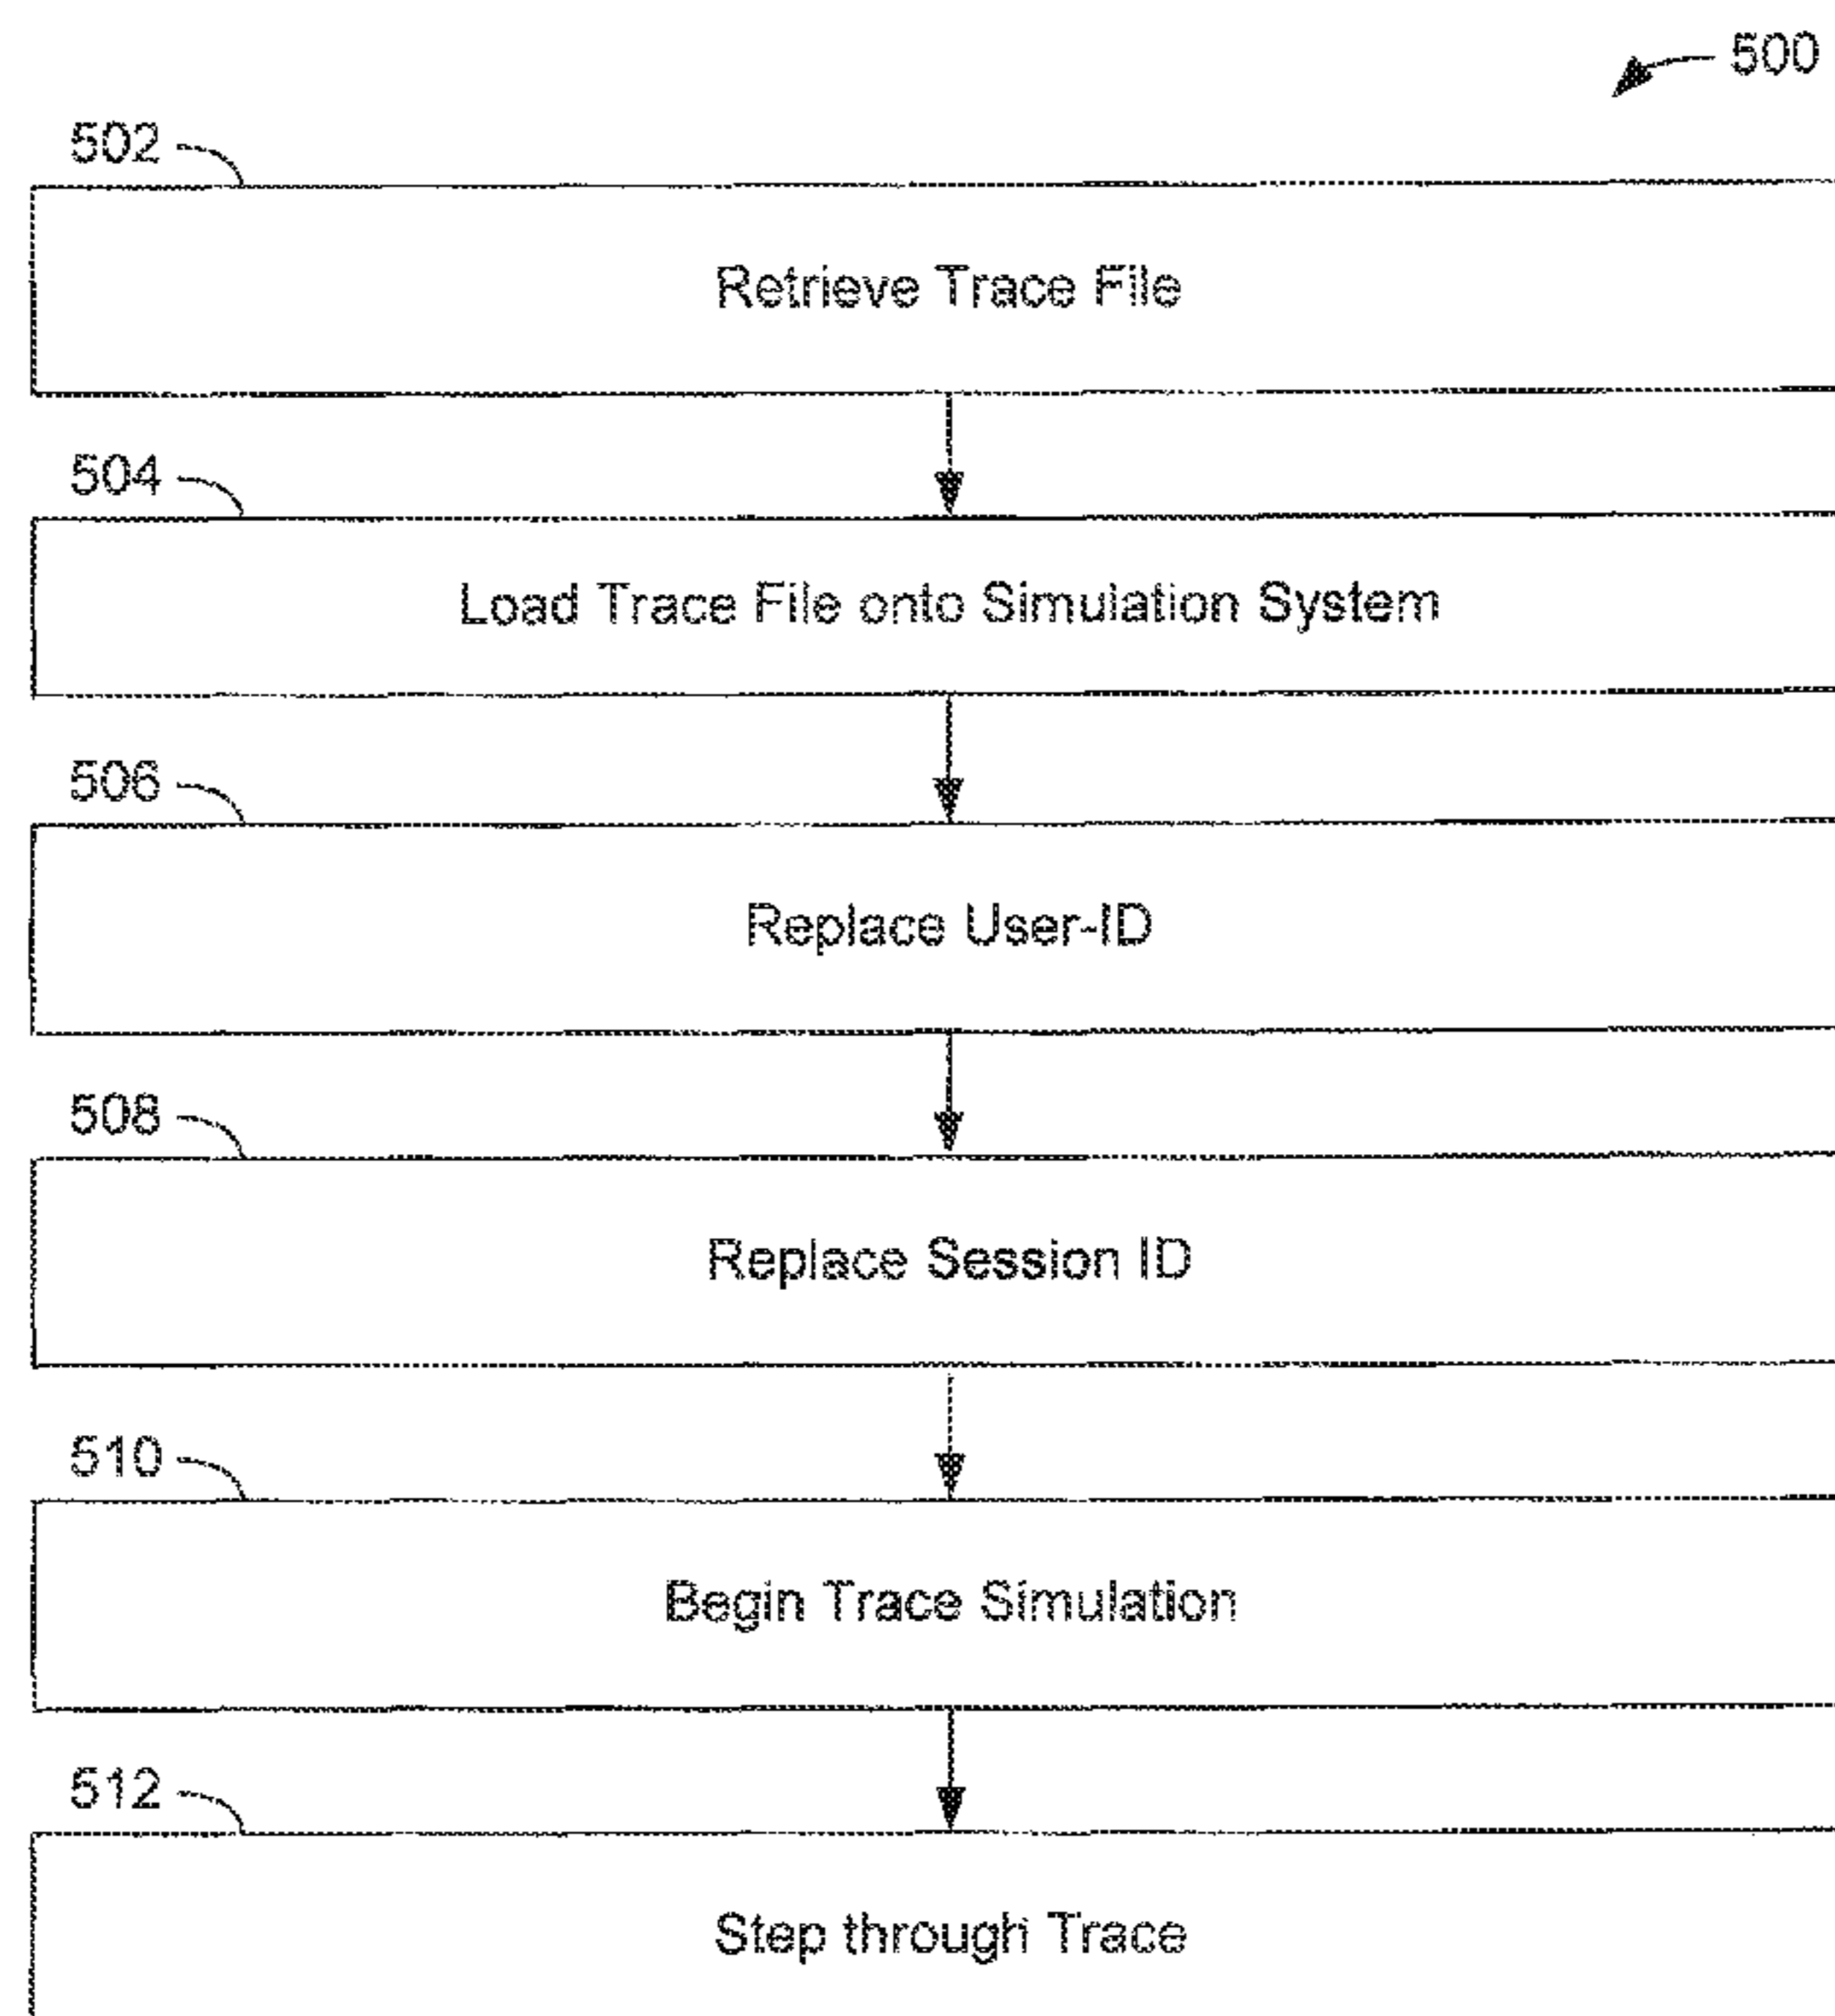 500
502
Retrieve Trace File
504
Load Trace File onto Simulation System
506
Replace User-ID
508
Replace Session ID
510
Begin Trace Simulation
512
Step through Trace